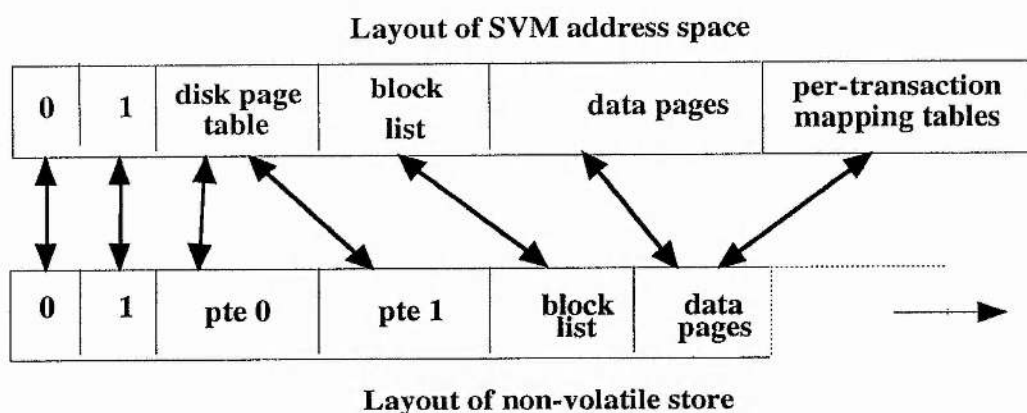 Layout of SVM address space
0 1 disk page table block list data pages per-transaction mapping tables
0 1 pte 0 pte 1 block list data pages
Layout of non-volatile store